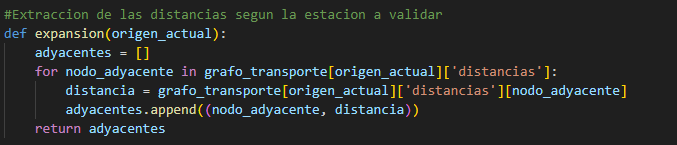 #Extraccion de las distancias segun la estacion a validar
def expansion(origen_actual):
    adyacentes = []
    for nodo_adyacente in grafo_transporte[origen_actual]['distancias']:
        distancia = grafo_transporte[origen_actual]['distancias'][nodo_adyacente]
        adyacentes.append((nodo_adyacente, distancia))
    return adyacentes